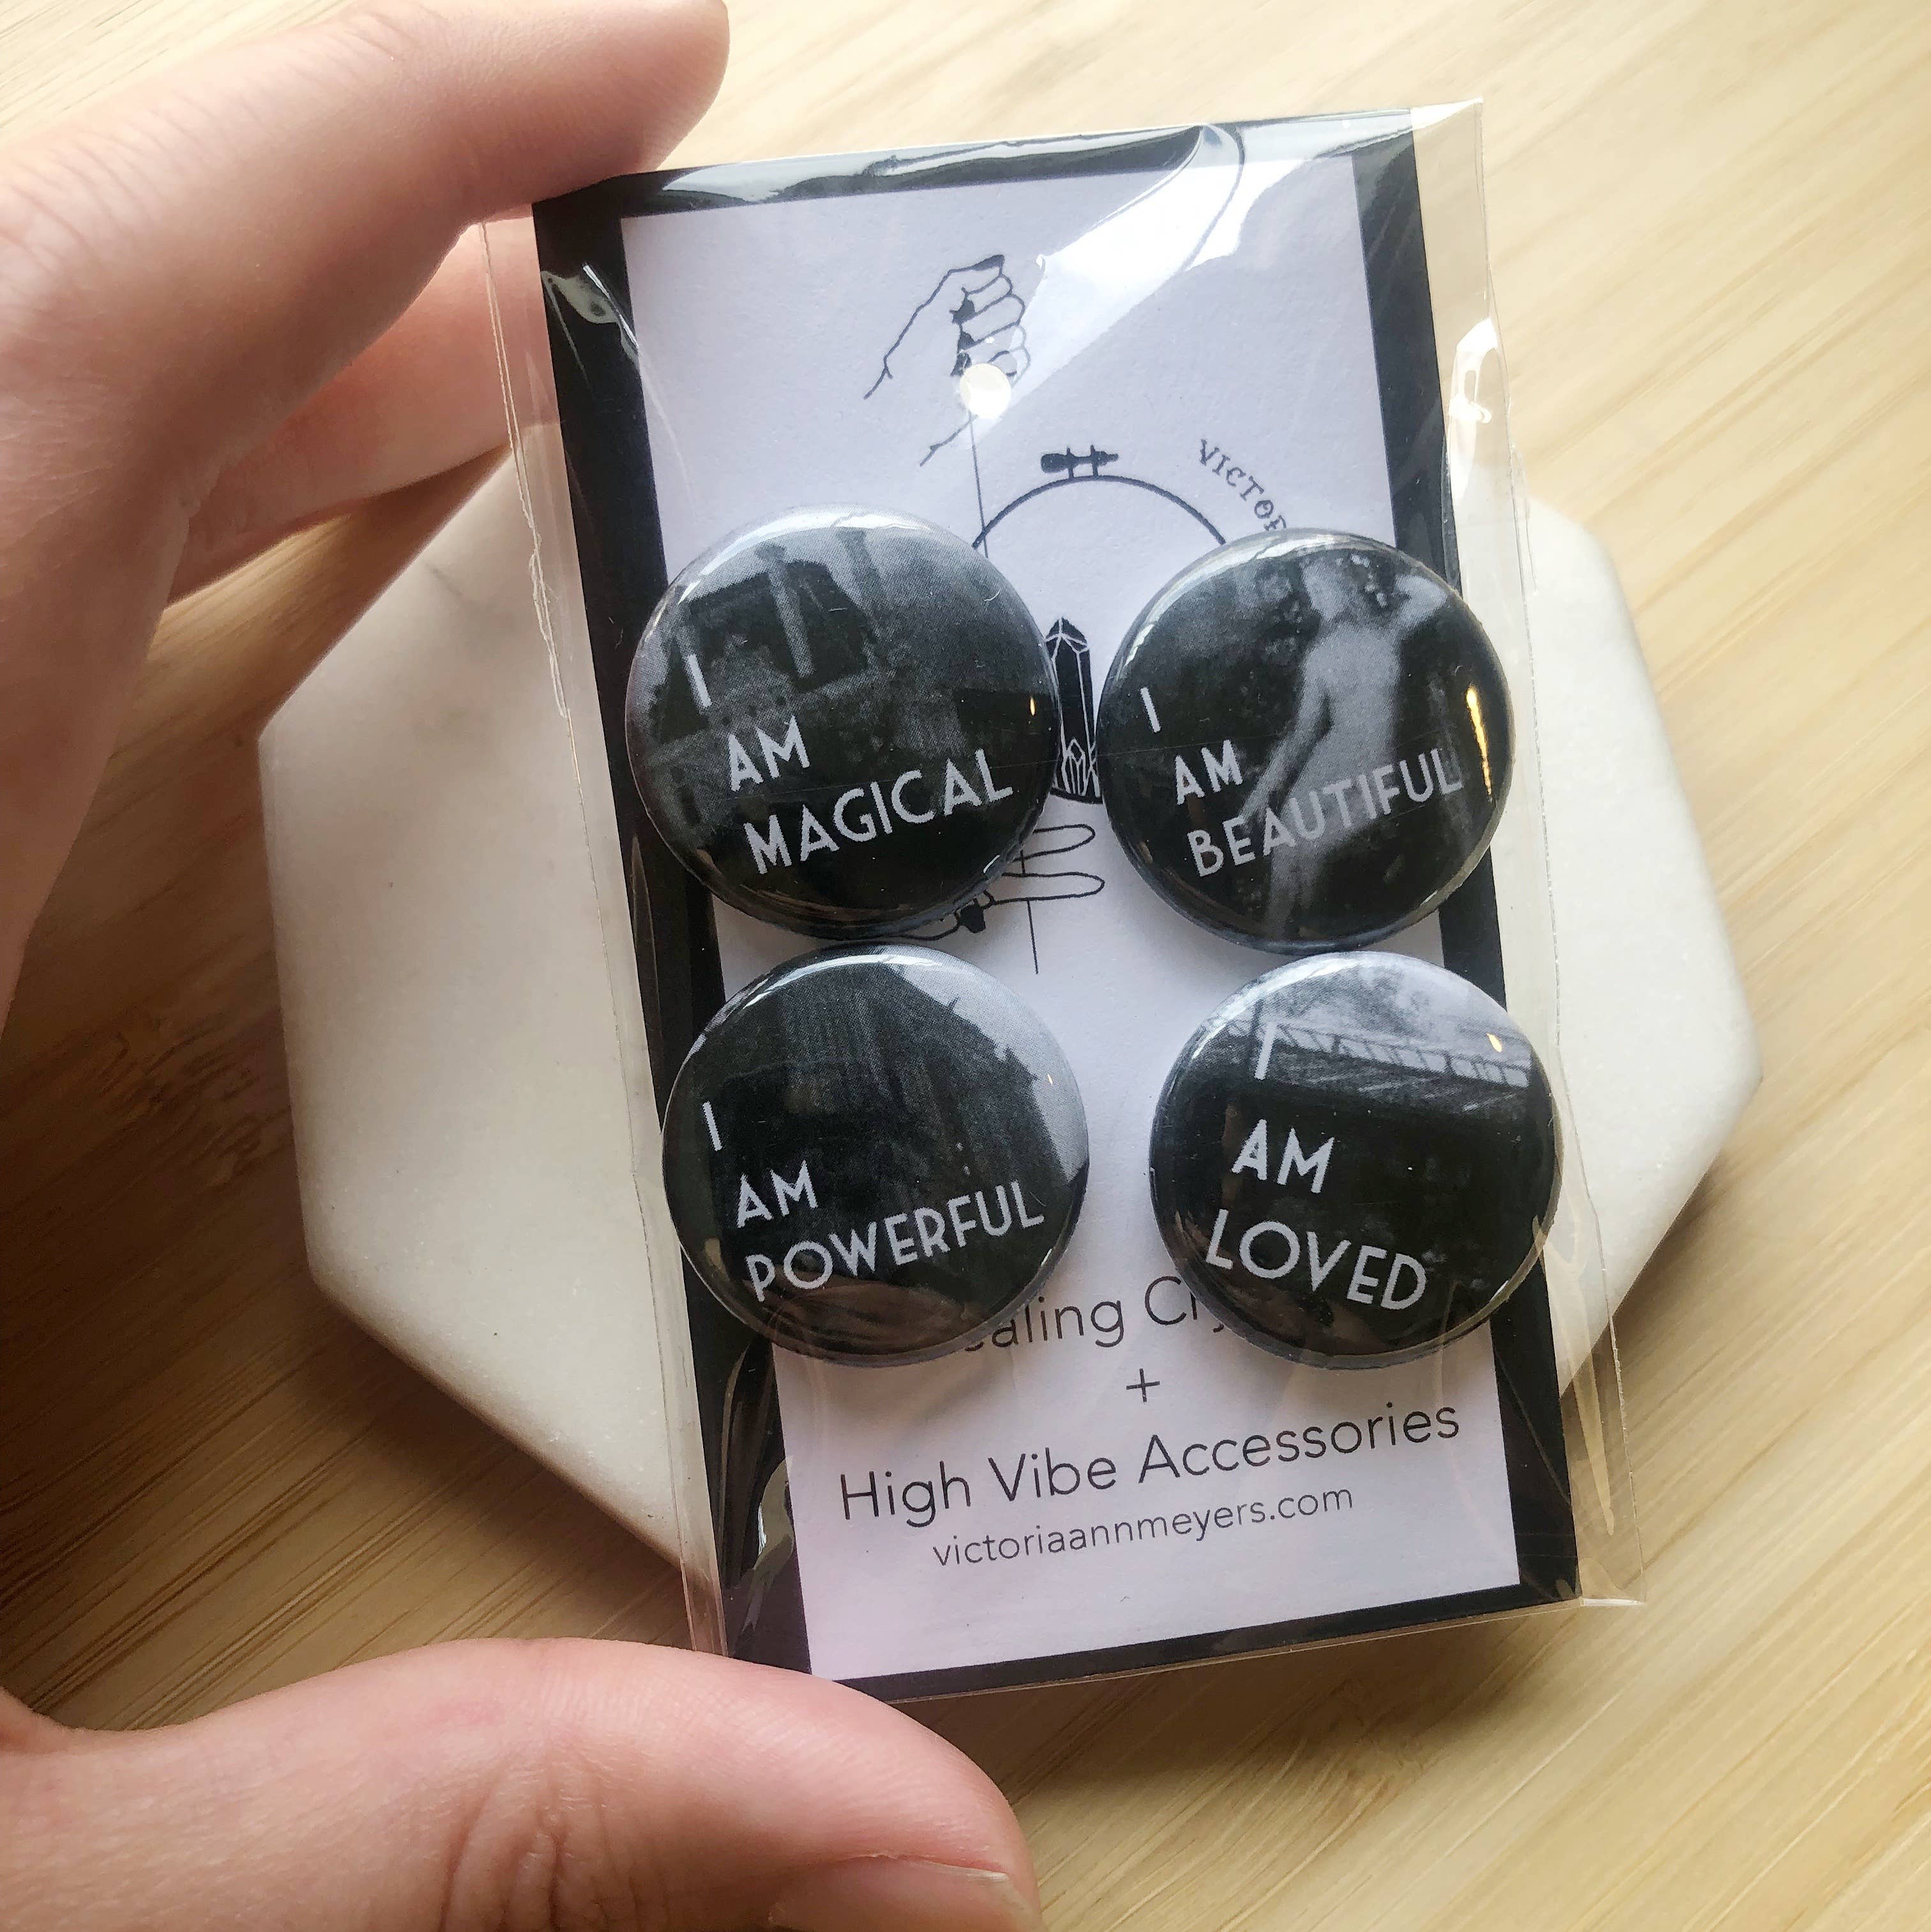 I
AM
MAGICAL
I
AM
BEAUTIFUL
I
AM
POWERFUL
I
AM
LOVED
+
High Vibe Accessories
victoriaannmeyers.com